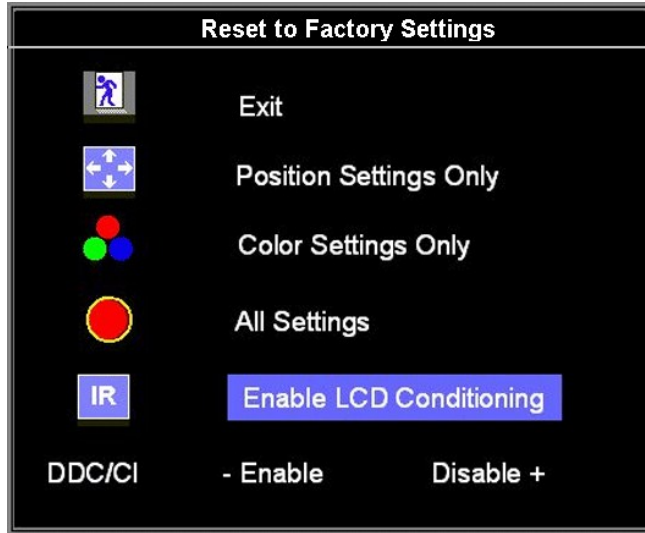 Reset to Factory Settings
Exit
Position Settings Only
Color Settings Only
All Settings
IR Enable LCD Conditioning
DDC/CI - Enable Disable +